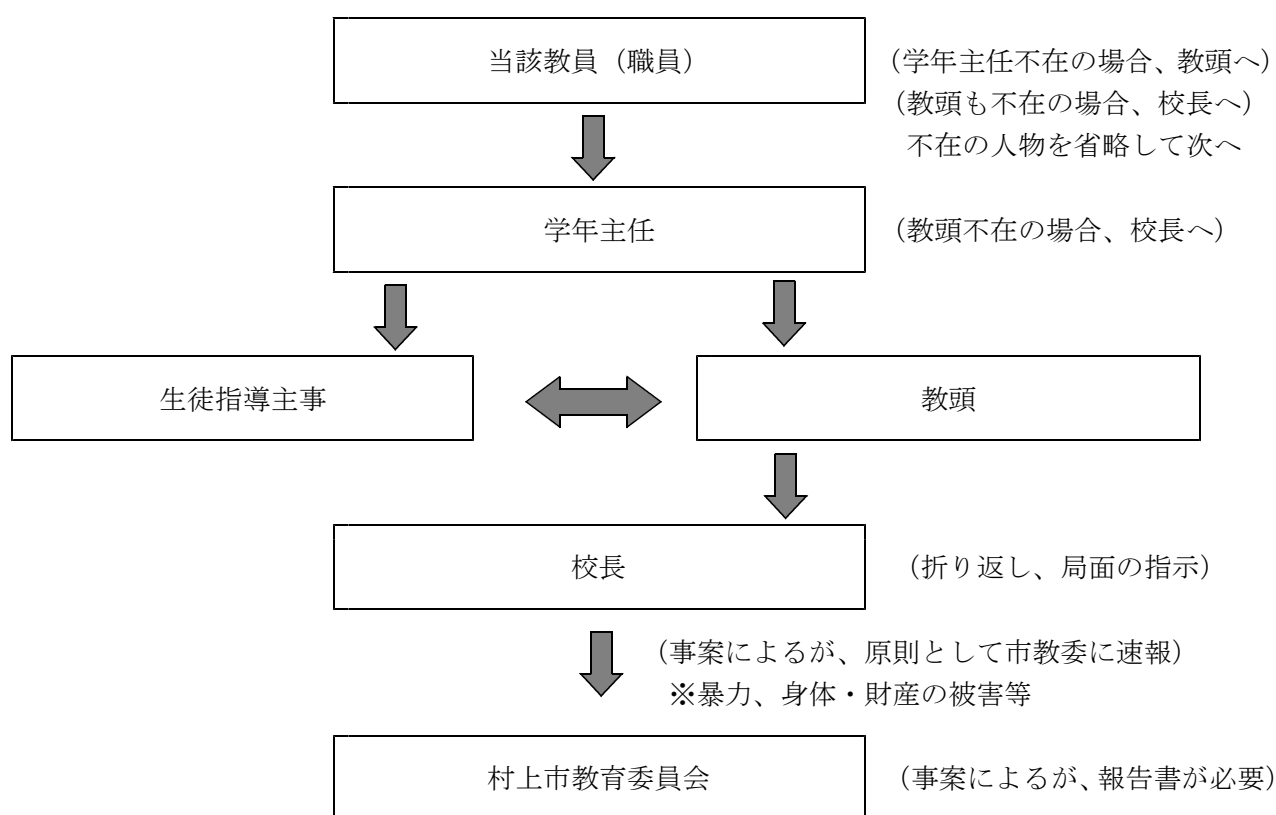 当該教員（職員）
（学年主任不在の場合、教頭へ）
（教頭も不在の場合、校長へ）
不在の人物を省略して次へ
学年主任
（教頭不在の場合、校長へ）
生徒指導主事
教頭
校長
（折り返し、局面の指示）
（事案によるが、原則として市教委に速報）
※暴力、身体・財産の被害等
村上市教育委員会
（事案によるが、報告書が必要）